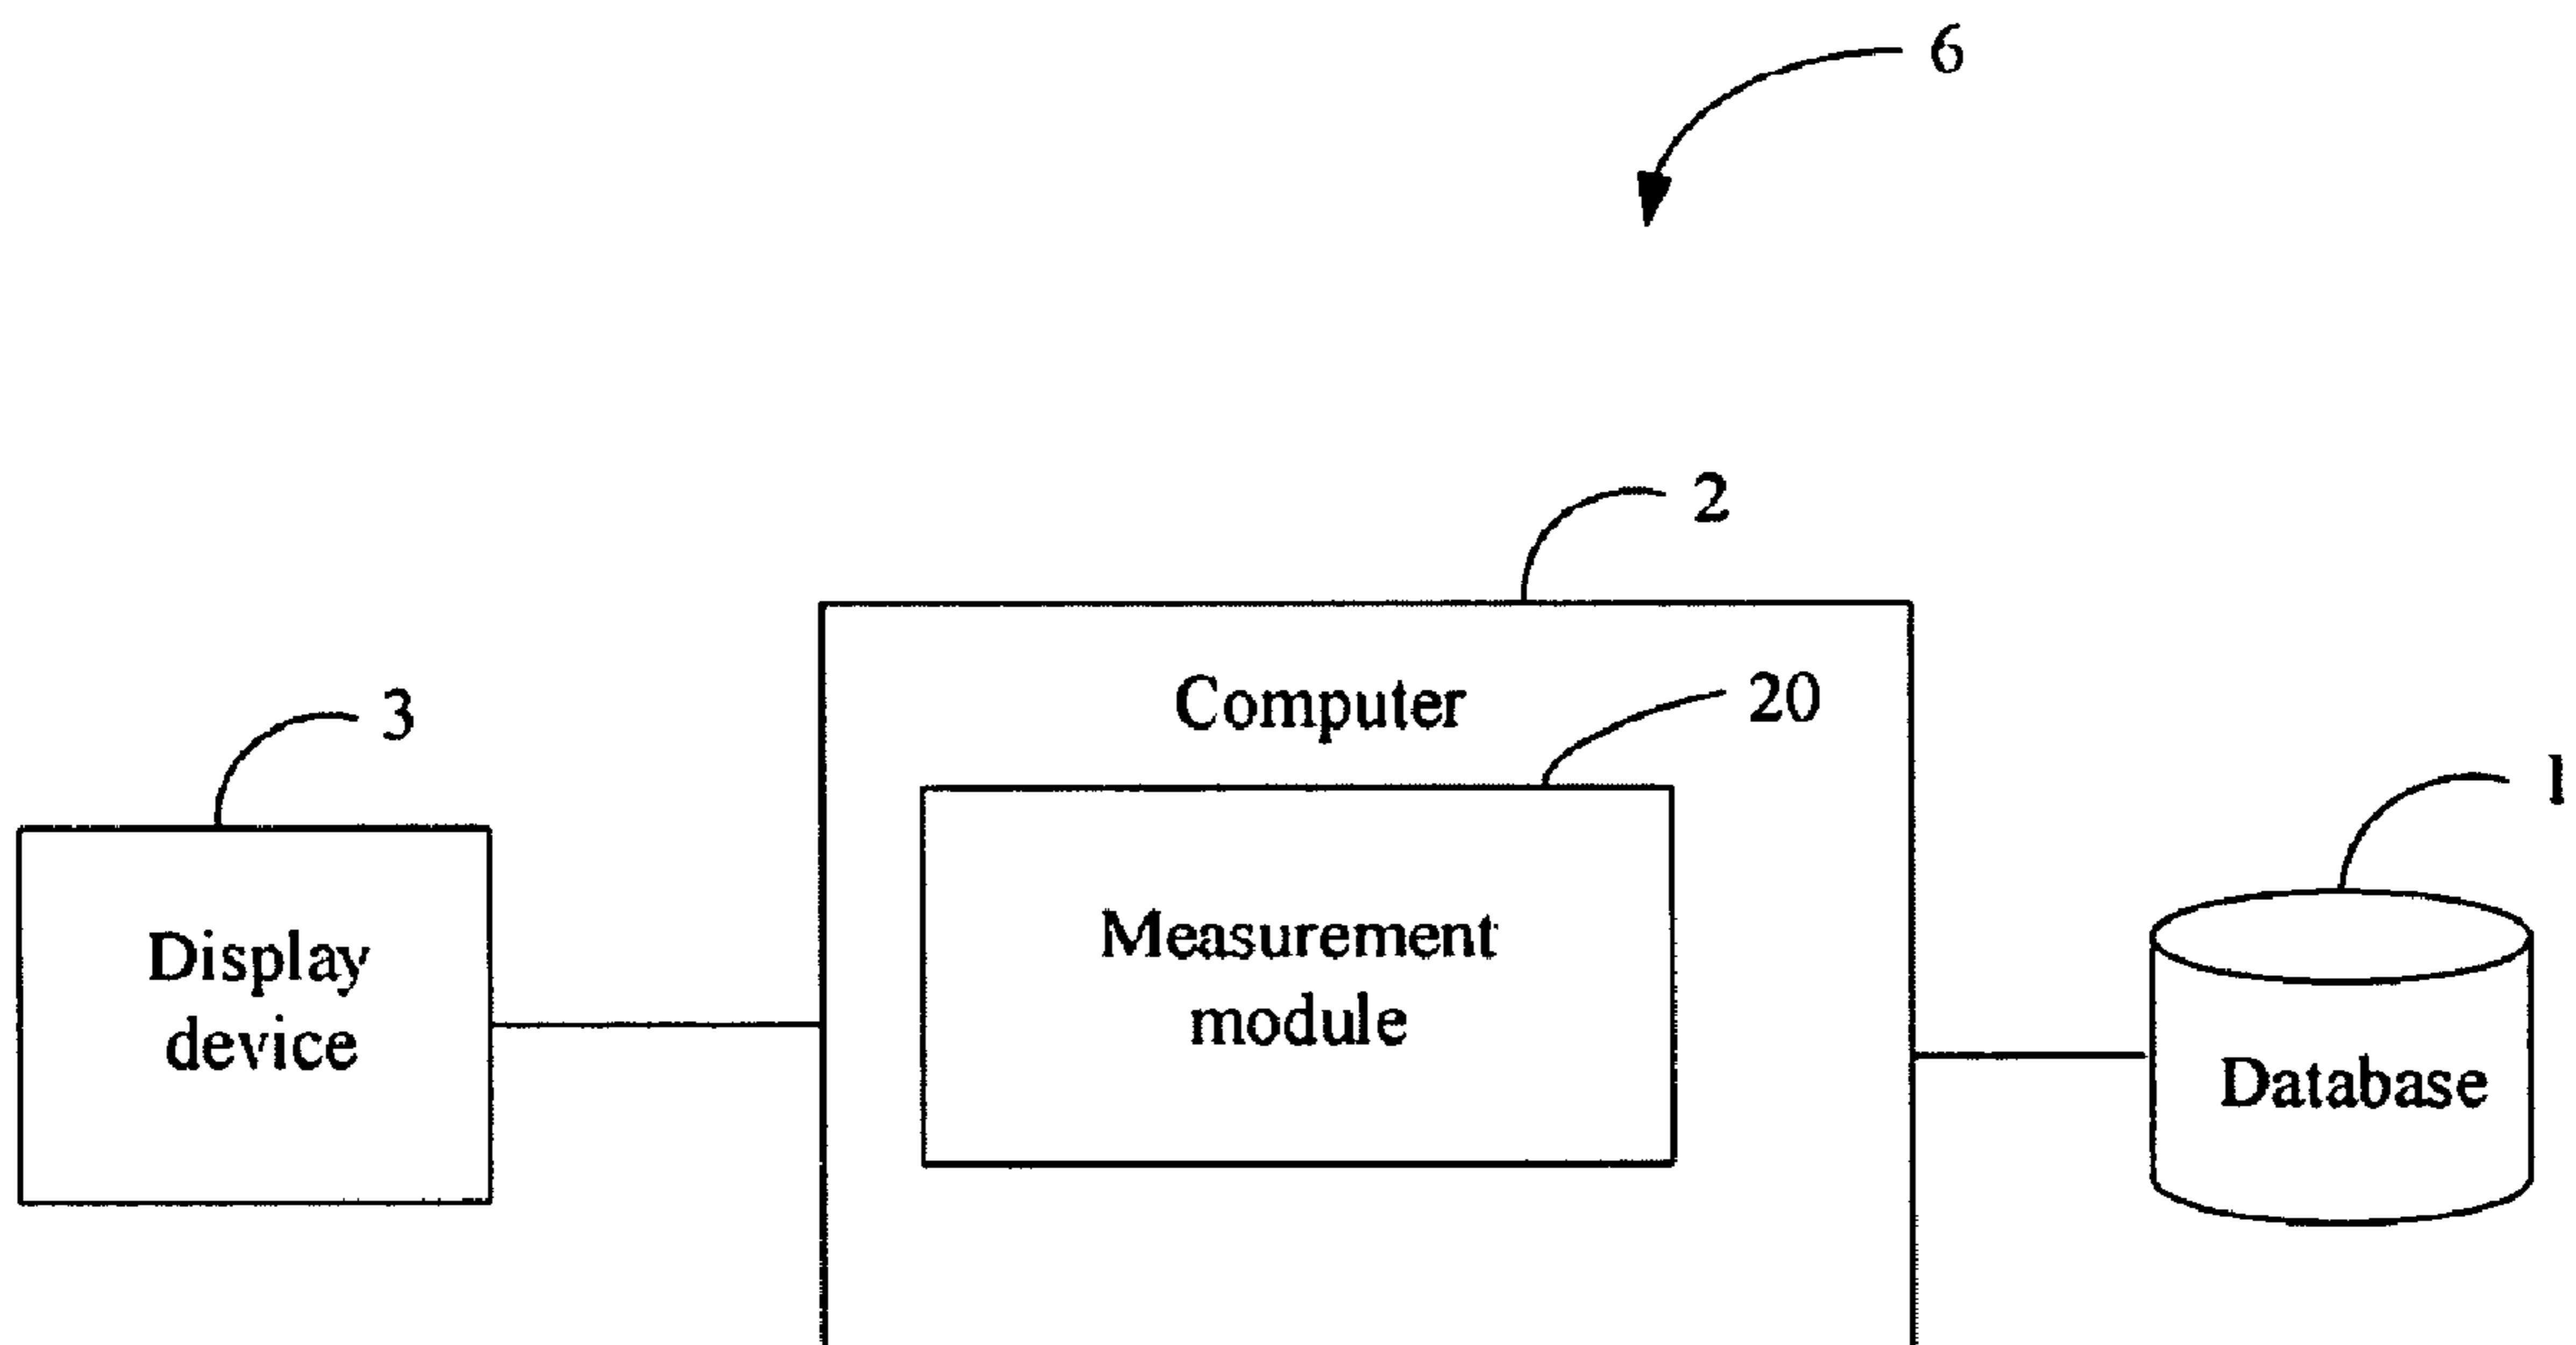 6
2
Computer
20
3
1
Measurement
module
Display
device
Database